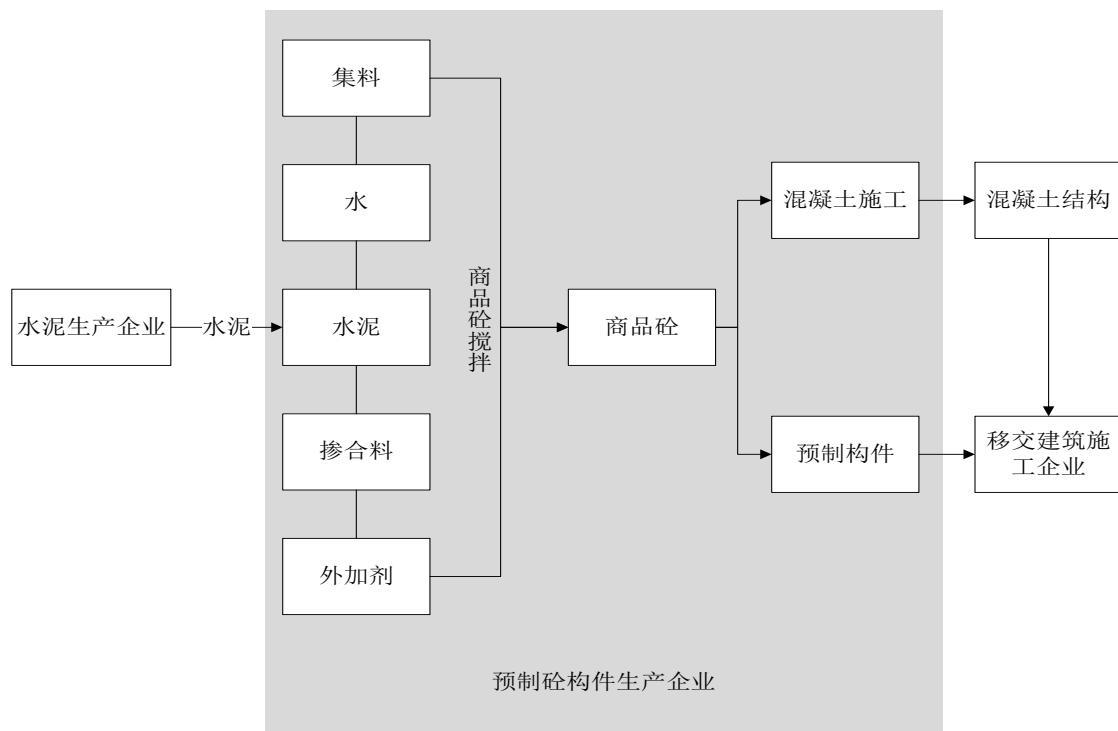 集料
水
水泥生产企业
水泥
水泥
掺合料
外加剂
商品砼搅拌
商品砼
混凝土施工
混凝土结构
预制构件
移交建筑施
工企业
预制砼构件生产企业